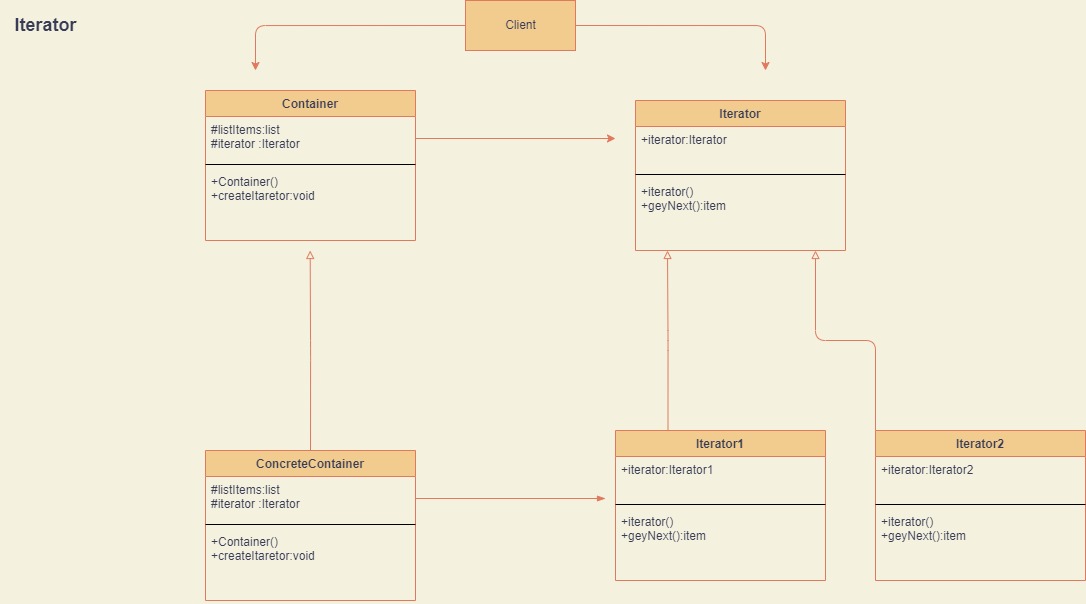 Iterator
Client
Container
#listItems:list
#iterator :Iterator
+Container()
+createItaretor:void
Iterator
+iterator:Iterator
+iterator()
+geyNext():item
ConcreteContainer
#listItems:list
#iterator :Iterator
+Container()
+createItaretor:void
Iterator1
+iterator:Iterator1
+iterator()
+geyNext():item
Iterator2
+iterator:Iterator2
+iterator()
+geyNext():item